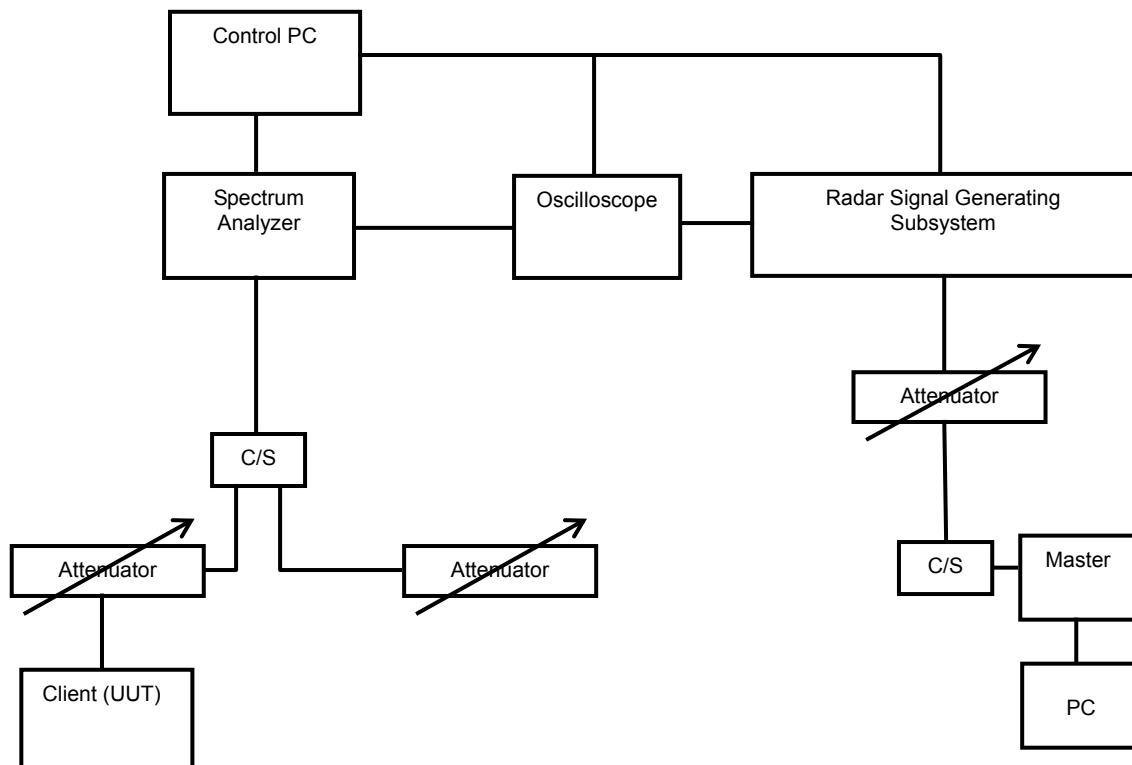 Control PC
Spectrum
Analyzer
Oscilloscope
Radar Signal Generating
Subsystem
Attenuator
C/S
Attenuator
Attenuator
C/S
Master
Client (UUT)
PC